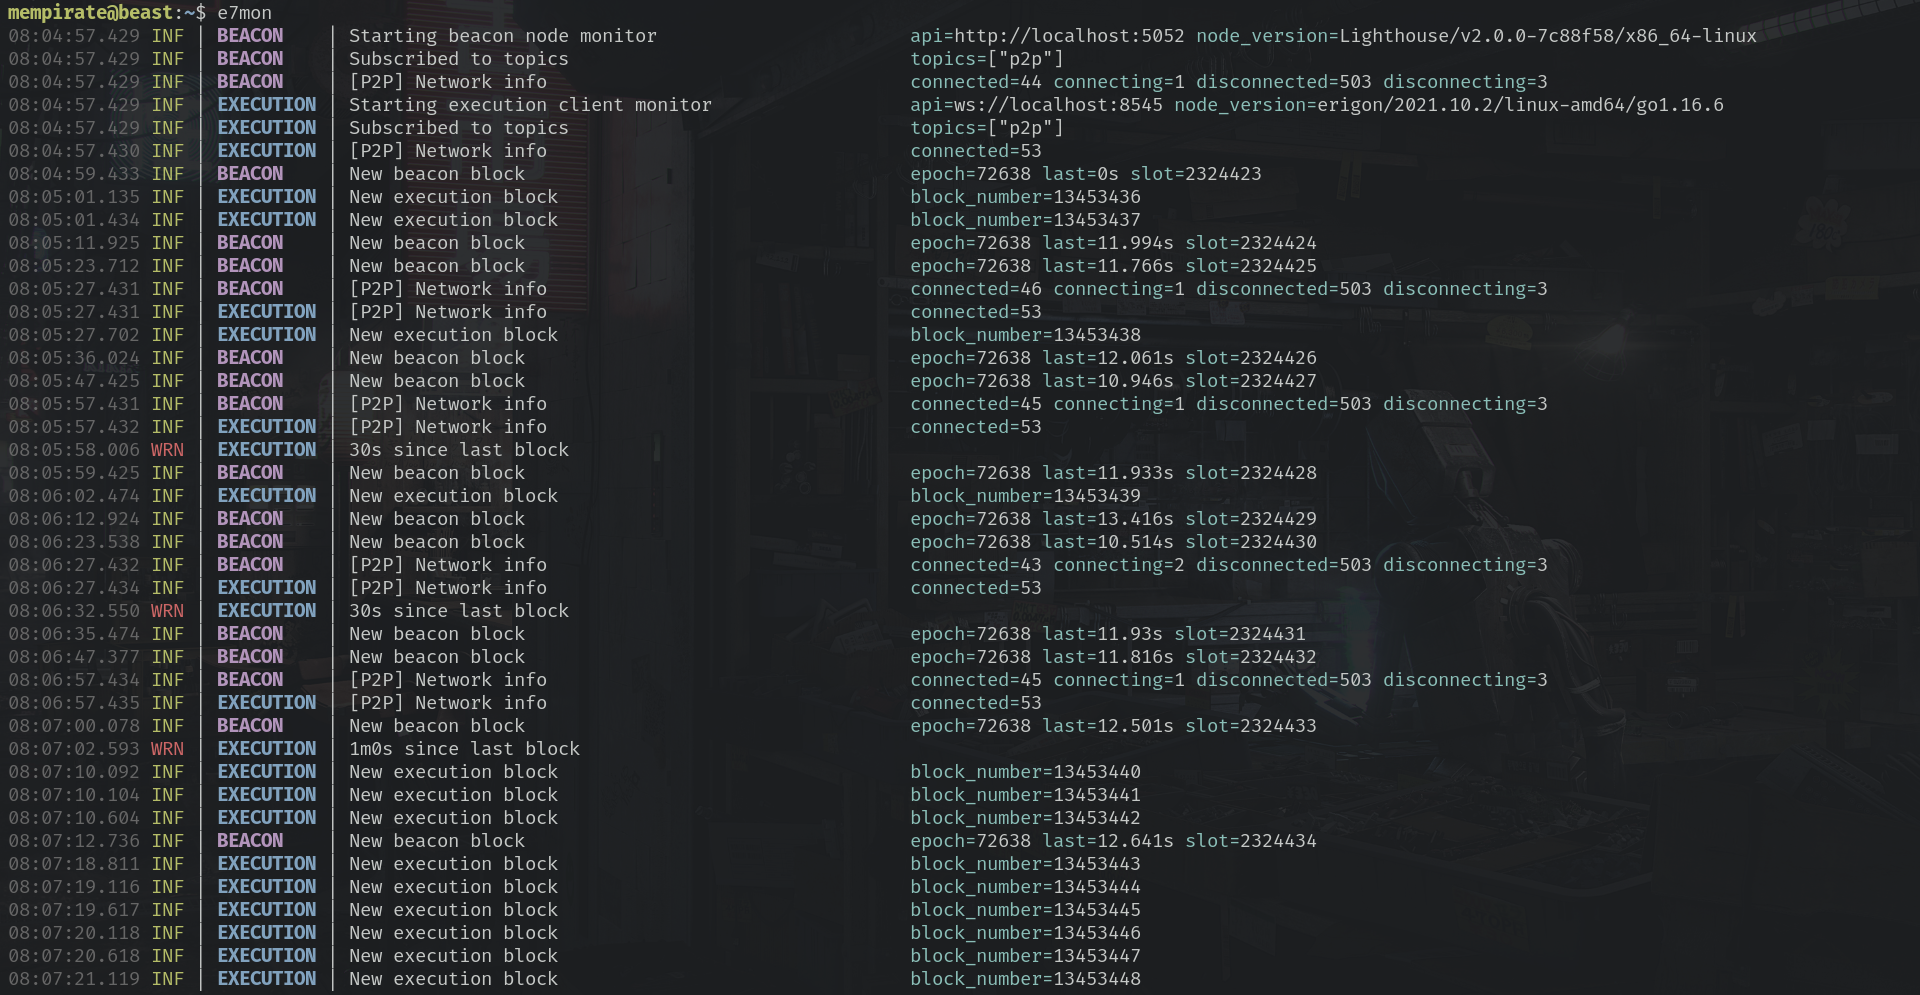 mempirate@beast:~$ e7mon
08:04:57.429 INF | BEACON | Starting beacon node monitor api=http://localhost:5052 node_version=Lighthouse/v2.0.0-7c88f58/x86_64-linux
08:04:57.429 INF | BEACON | Subscribed to topics topics=["p2p"]
08:04:57.429 INF | BEACON | [P2P] Network info connected=44 connecting=1 disconnected=503 disconnecting=3
08:04:57.429 INF | EXECUTION | Starting execution client monitor api=ws://localhost:8545 node_version=erigon/2021.10.2/linux-amd64/go1.16.6
08:04:57.429 INF | EXECUTION | Subscribed to topics topics=["p2p"]
08:04:57.430 INF | EXECUTION | [P2P] Network info connected=53
08:04:59.433 INF | BEACON | New beacon block epoch=72638 last=0s slot=2324423
08:05:01.135 INF | EXECUTION | New execution block block_number=13453436
08:05:01.434 INF | EXECUTION | New execution block block_number=13453437
08:05:11.925 INF | BEACON | New beacon block epoch=72638 last=11.994s slot=2324424
08:05:23.712 INF | BEACON | New beacon block epoch=72638 last=11.766s slot=2324425
08:05:27.431 INF | BEACON | [P2P] Network info connected=46 connecting=1 disconnected=503 disconnecting=3
08:05:27.431 INF | EXECUTION | [P2P] Network info connected=53
08:05:27.702 INF | EXECUTION | New execution block block_number=13453438
08:05:36.024 INF | BEACON | New beacon block epoch=72638 last=12.061s slot=2324426
08:05:47.425 INF | BEACON | New beacon block epoch=72638 last=10.946s slot=2324427
08:05:57.431 INF | BEACON | [P2P] Network info connected=45 connecting=1 disconnected=503 disconnecting=3
08:05:57.432 INF | EXECUTION | [P2P] Network info connected=53
08:05:58.006 WRN | EXECUTION | 30s since last block
08:05:59.425 INF | BEACON | New beacon block epoch=72638 last=11.933s slot=2324428
08:06:02.474 INF | EXECUTION | New execution block block_number=13453439
08:06:12.924 INF | BEACON | New beacon block epoch=72638 last=13.416s slot=2324429
08:06:23.538 INF | BEACON | New beacon block epoch=72638 last=10.514s slot=2324430
08:06:27.432 INF | BEACON | [P2P] Network info connected=43 connecting=2 disconnected=503 disconnecting=3
08:06:27.434 INF | EXECUTION | [P2P] Network info connected=53
08:06:32.550 WRN | EXECUTION | 30s since last block
08:06:35.474 INF | BEACON | New beacon block epoch=72638 last=11.93s slot=2324431
08:06:47.377 INF | BEACON | New beacon block epoch=72638 last=11.816s slot=2324432
08:06:57.434 INF | BEACON | [P2P] Network info connected=45 connecting=1 disconnected=503 disconnecting=3
08:06:57.435 INF | EXECUTION | [P2P] Network info connected=53
08:07:00.078 INF | BEACON | New beacon block epoch=72638 last=12.501s slot=2324433
08:07:02.593 WRN | EXECUTION | 1m0s since last block
08:07:10.092 INF | EXECUTION | New execution block block_number=13453440
08:07:10.104 INF | EXECUTION | New execution block block_number=13453441
08:07:10.604 INF | EXECUTION | New execution block block_number=13453442
08:07:12.736 INF | BEACON | New beacon block epoch=72638 last=12.641s slot=2324434
08:07:18.811 INF | EXECUTION | New execution block block_number=13453443
08:07:19.116 INF | EXECUTION | New execution block block_number=13453444
08:07:19.617 INF | EXECUTION | New execution block block_number=13453445
08:07:20.118 INF | EXECUTION | New execution block block_number=13453446
08:07:20.618 INF | EXECUTION | New execution block block_number=13453447
08:07:21.119 INF | EXECUTION | New execution block block_number=13453448